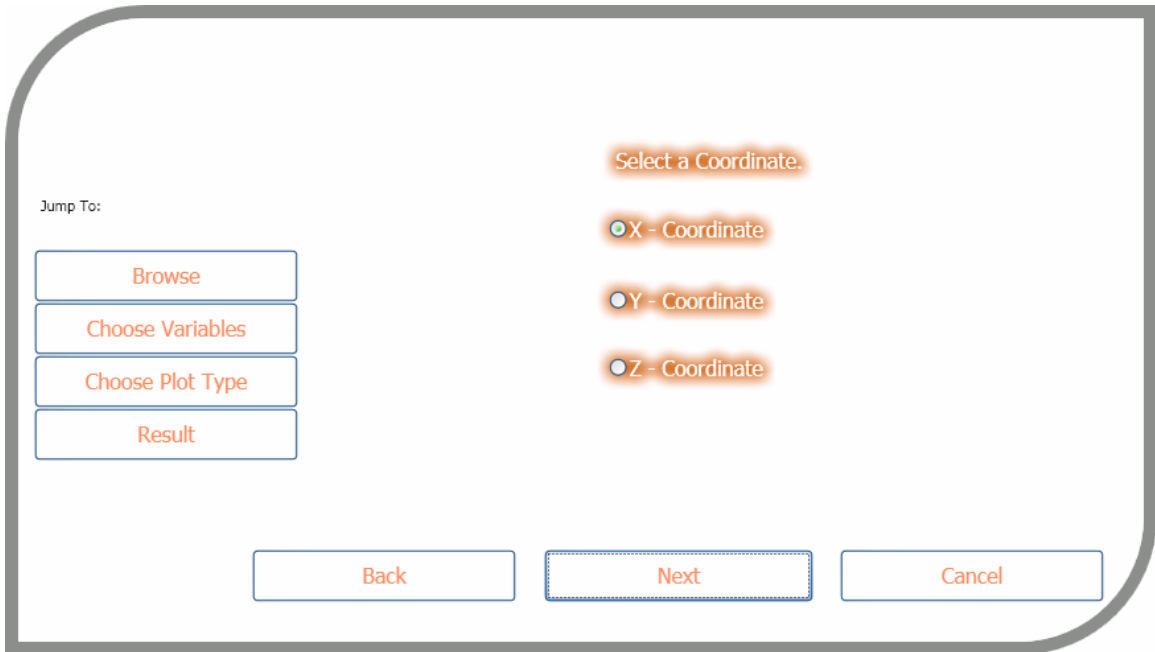 Select a Coordinate.
Jump To:
X - Coordinate
Browse
Y - Coordinate
Choose Variables
Z - Coordinate
Choose Plot Type
Result
Back
Next
Cancel